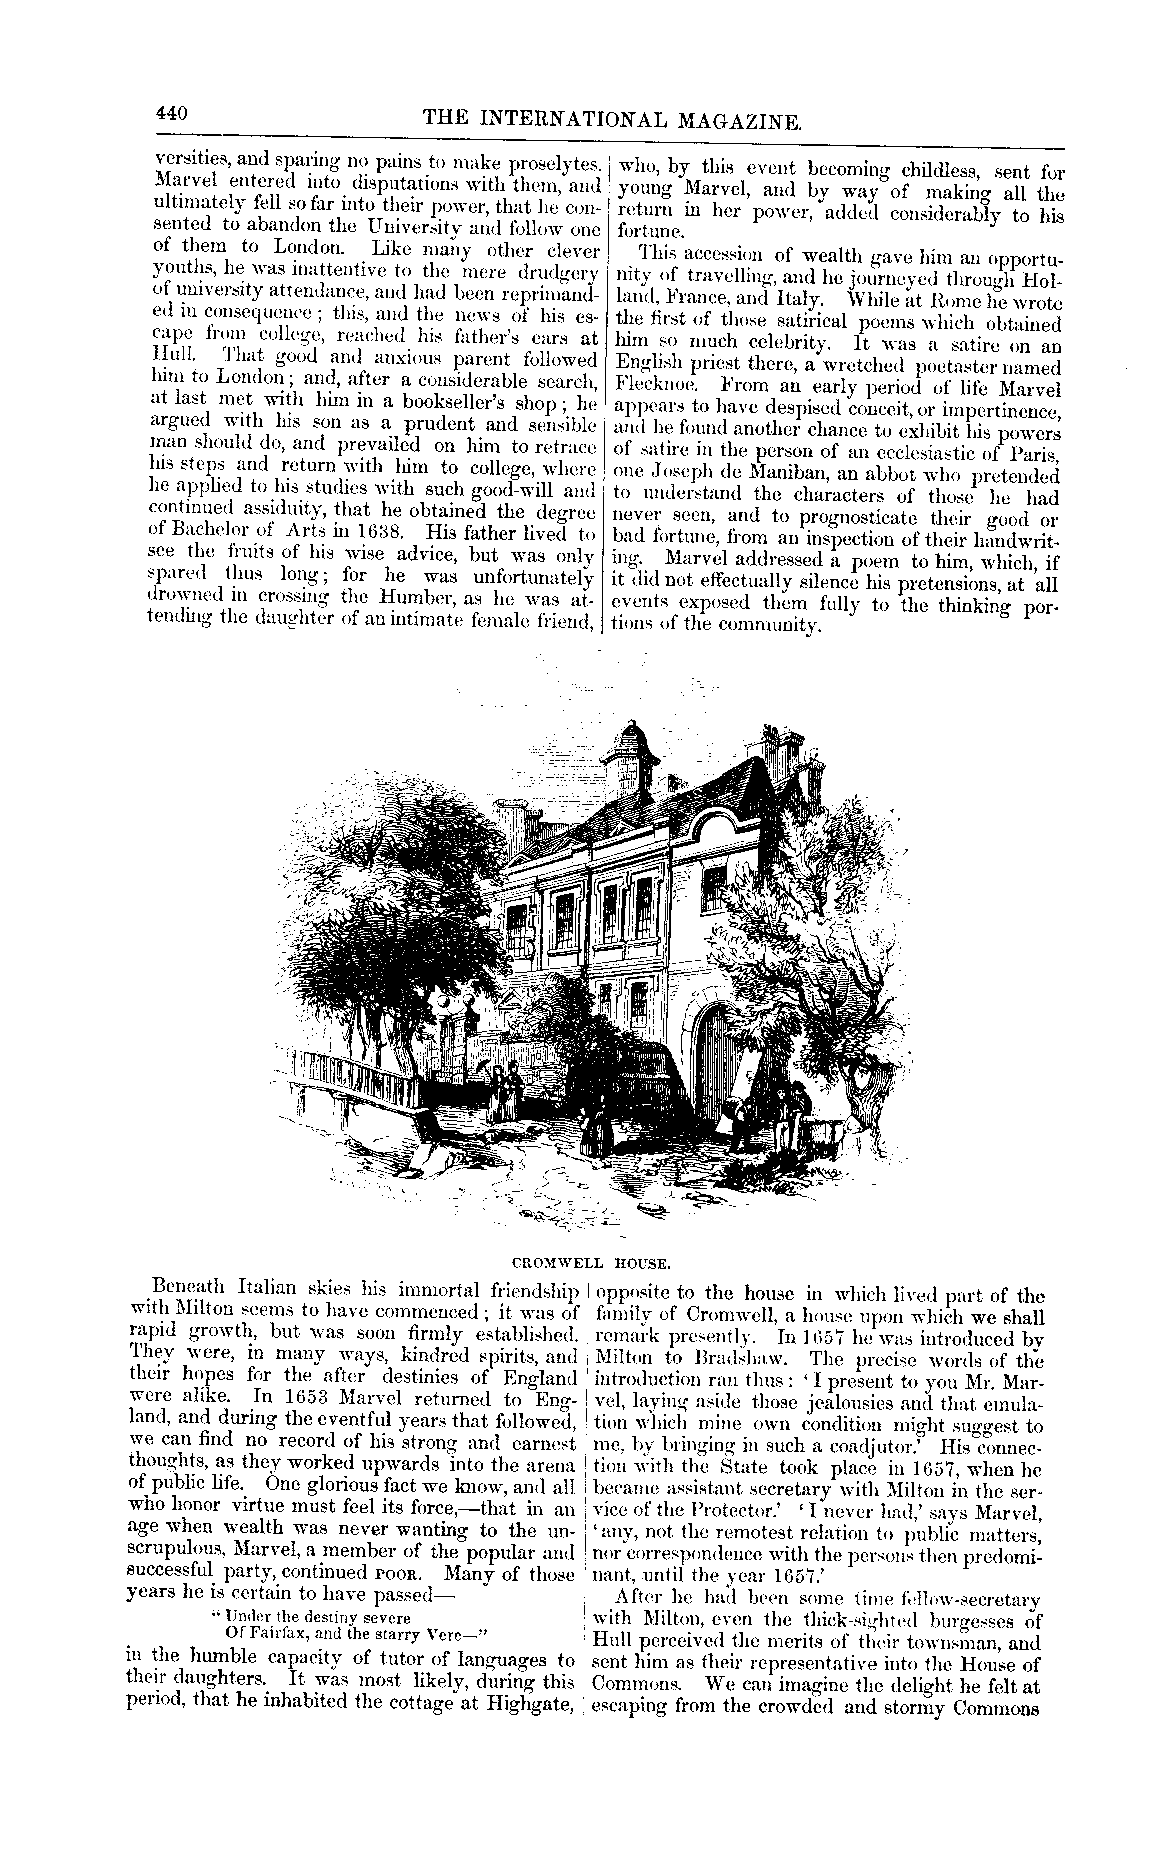 440
THE INTERNATIONAL MAGAZINE.
versities, and sparing no pains to make proselytes.
Marvel entered into disputations with them, and
ultimately fell so far into their power, that he con-
sented to abandon the University and follow one
of them to London. Like many other clever
youths, he was inattentive to the mere drudgery
of university attendance, and had been reprimand-
ed in consequence; this, and the news of his es-
cape from college, reached his father's ears at
Hull. That good and anxious parent followed
him to London; and, after a considerable search,
at last met with him in a bookseller's shop; he
argued with his son as a prudent and sensible
man should do, and prevailed on him to retrace
his steps and return with him to college, where
he applied to his studies with such good-will and
continued assiduity, that he obtained the degree
of Bachelor of Arts in 1638. His father lived to
see the fruits of his wise advice, but was only
spared thus long; for he was unfortunately
drowned in crossing the Humber, as he was at-
tending the daughter of an intimate female friend,
who, by this event becoming childless, sent for
young Marvel, and by way of making all the
return in her power, added considerably to his
fortune.
This accession of wealth gave him an opportu-
nity of travelling, and he journeyed through Hol-
land, France, and Italy. While at Rome he wrote
the first of those satirical poems which obtained
him so much celebrity. It was a satire on an
English priest there, a wretched poetaster named
Flecknoe. From an early period of life Marvel
appears to have despised conceit, or impertinence,
and he found another chance to exhibit his powers
of satire in the person of an ecclesiastic of Paris,
one Joseph de Maniban, an abbot who pretended
to understand the characters of those he had
never seen, and to prognosticate their good or
bad fortune, from an inspection of their handwrit-
ing. Marvel addressed a poem to him, which, if
it did not effectually silence his pretensions, at all
events exposed them fully to the thinking por-
tions of the community.
CROMWELL HOUSE.
Beneath Italian skies his immortal friendship
with Milton seems to have commenced; it was of
rapid growth, but was soon firmly established.
They were, in many ways, kindred spirits, and
their hopes for the after destinies of England
were alike. In 1653 Marvel returned to Eng-
land, and during the eventful years that followed,
we can find no record of his strong and earnest
thoughts, as they worked upwards into the arena
of public life. One glorious fact we know, and all
who honor virtue must feel its force,—that in an
age when wealth was never wanting to the un-
scrupulous, Marvel, a member of the popular and
successful party, continued POOR. Many of those
years he is certain to have passed—
"Under the destiny severe
Of Fairfax, and the starry Vere—"
in the humble capacity of tutor of languages to
their daughters. It was most likely, during this
period, that he inhabited the cottage at Highgate,
opposite to the house in which lived part of the
family of Cromwell, a house upon which we shall
remark presently. In 1657 he was introduced by
Milton to Bradshaw. The precise words of the
introduction ran thus: 'I present to you Mr. Mar-
vel, laying aside those jealousies and that emula-
tion which mine own condition might suggest to
me, by bringing in such a coadjutor.' His connec-
tion with the State took place in 1657, when he
became assistant secretary with Milton in the ser-
vice of the Protector.' 'I never had,' says Marvel,
'any, not the remotest relation to public matters,
nor correspondence with the persons then predomi-
nant, until the year 1657.'
After he had been some time fellow-secretary
with Milton, even the thick-sighted burgesses of
Hull perceived the merits of their townsman, and
sent him as their representative into the House of
Commons. We can imagine the delight he felt at
escaping from the crowded and stormy Commons